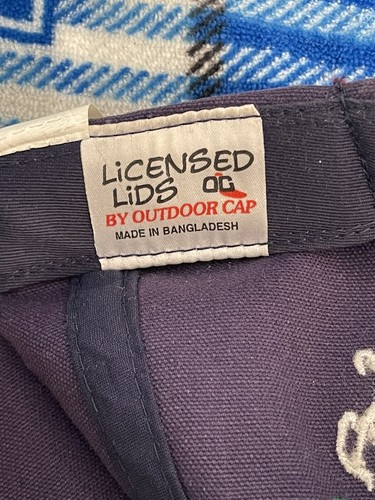 LiCENSED
LiDS OC
BY OUTDOOR CAP
MADE IN BANGLADESH